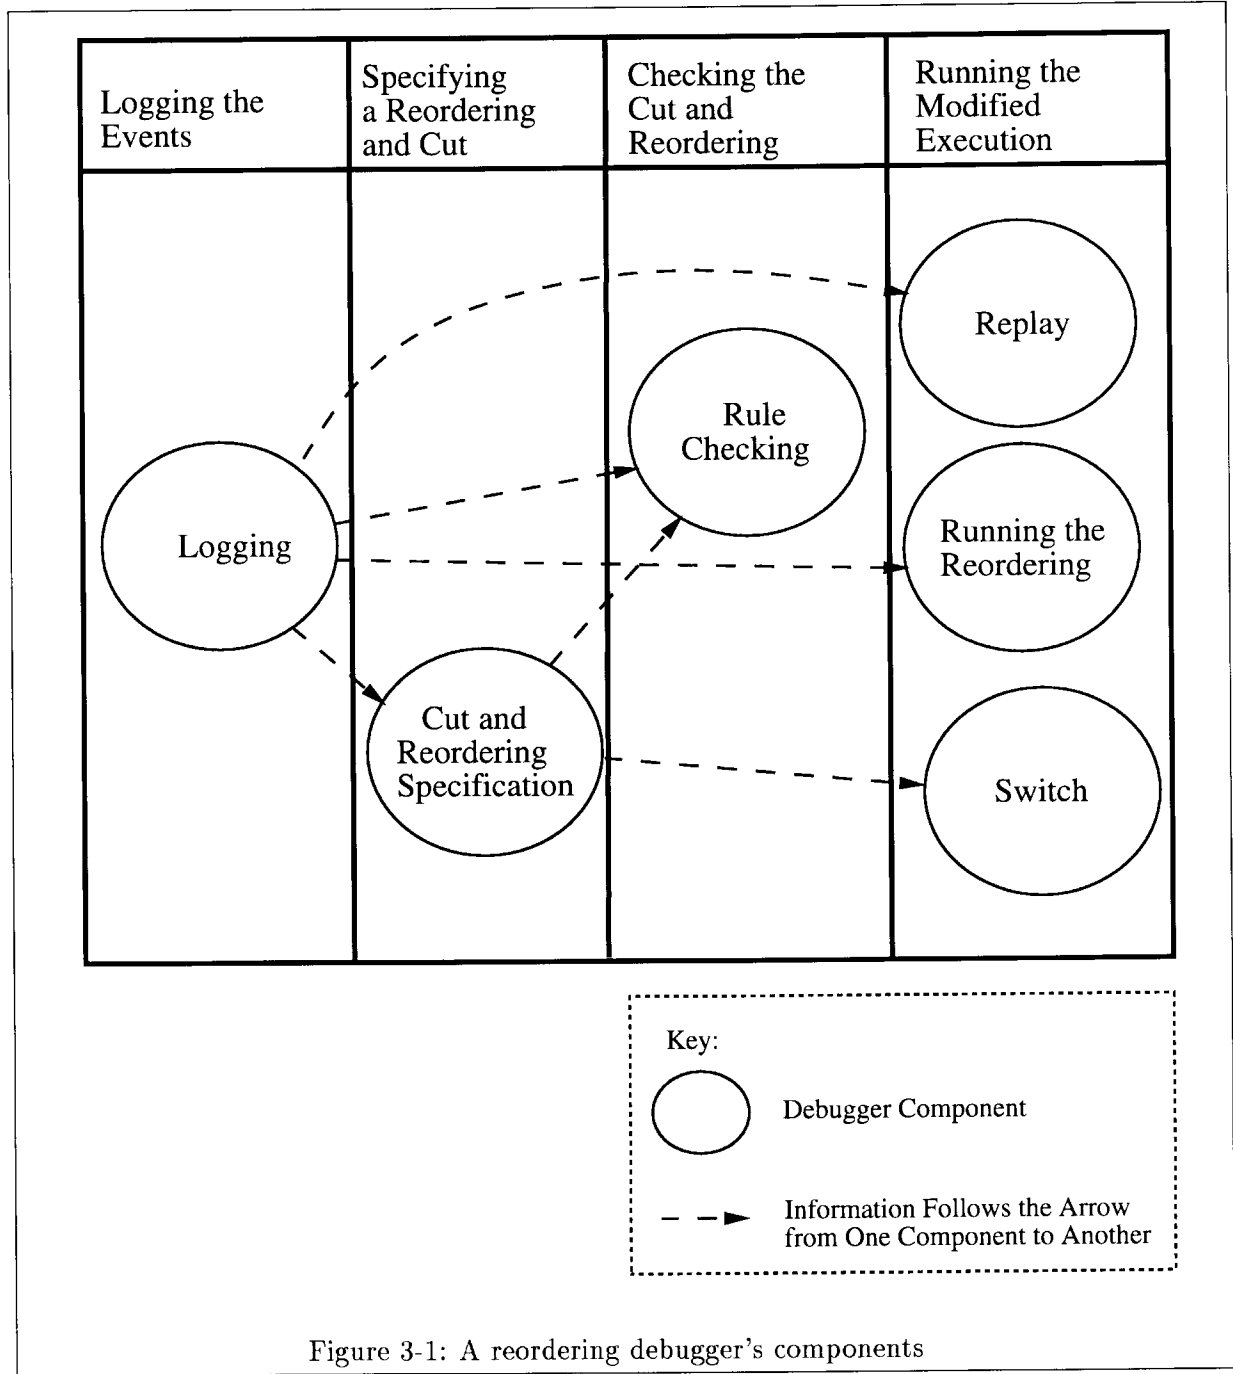 Logging the
Events
Specifying
a Reordering
and Cut
Checking the
Cut and
Reordering
Running the
Modified
Execution
Replay
Rule
Checking
Logging
Running the
Reordering
Cut and
Reordering
Specification
Switch
Key:
Debugger Component
Information Follows the Arrow
from One Component to Another
Figure 3-1: A reordering debugger's components